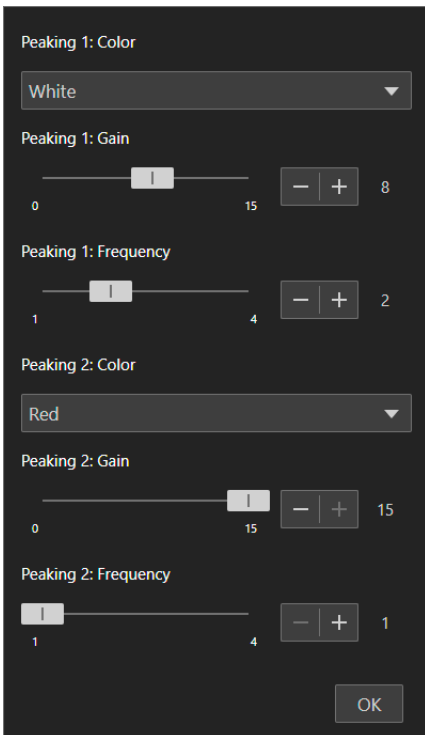 Peaking 1: Color
White
Peaking 1: Gain
0 15 − + 8
Peaking 1: Frequency
1 4 − + 2
Peaking 2: Color
Red
Peaking 2: Gain
0 15 − + 15
Peaking 2: Frequency
1 4 − + 1
OK